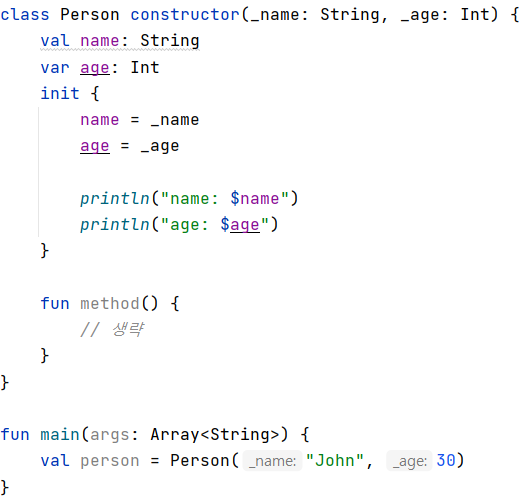 class Person constructor(_name: String, _age: Int) {
    val name: String
    var age: Int
    init {
        name = _name
        age = _age

        println("name: $name")
        println("age: $age")
    }

    fun method() {
        // 생략
    }
}

fun main(args: Array<String>) {
    val person = Person( _name: "John", _age: 30)
}